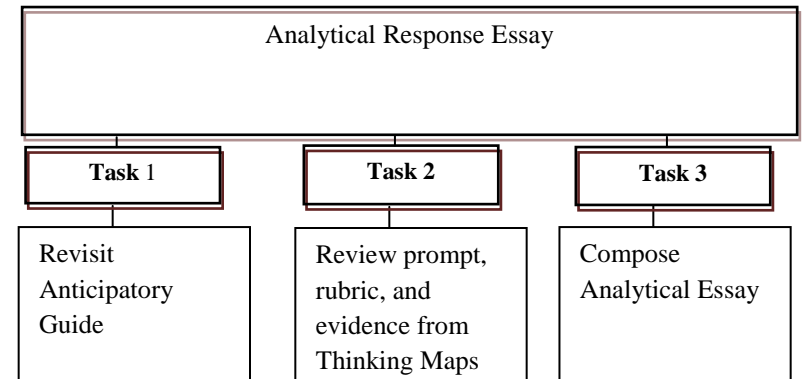 Analytical Response Essay
Task 1
Task 2
Task 3
Revisit
Anticipatory
Guide
Review prompt,
rubric, and
evidence from
Thinking Maps
Compose
Analytical Essay